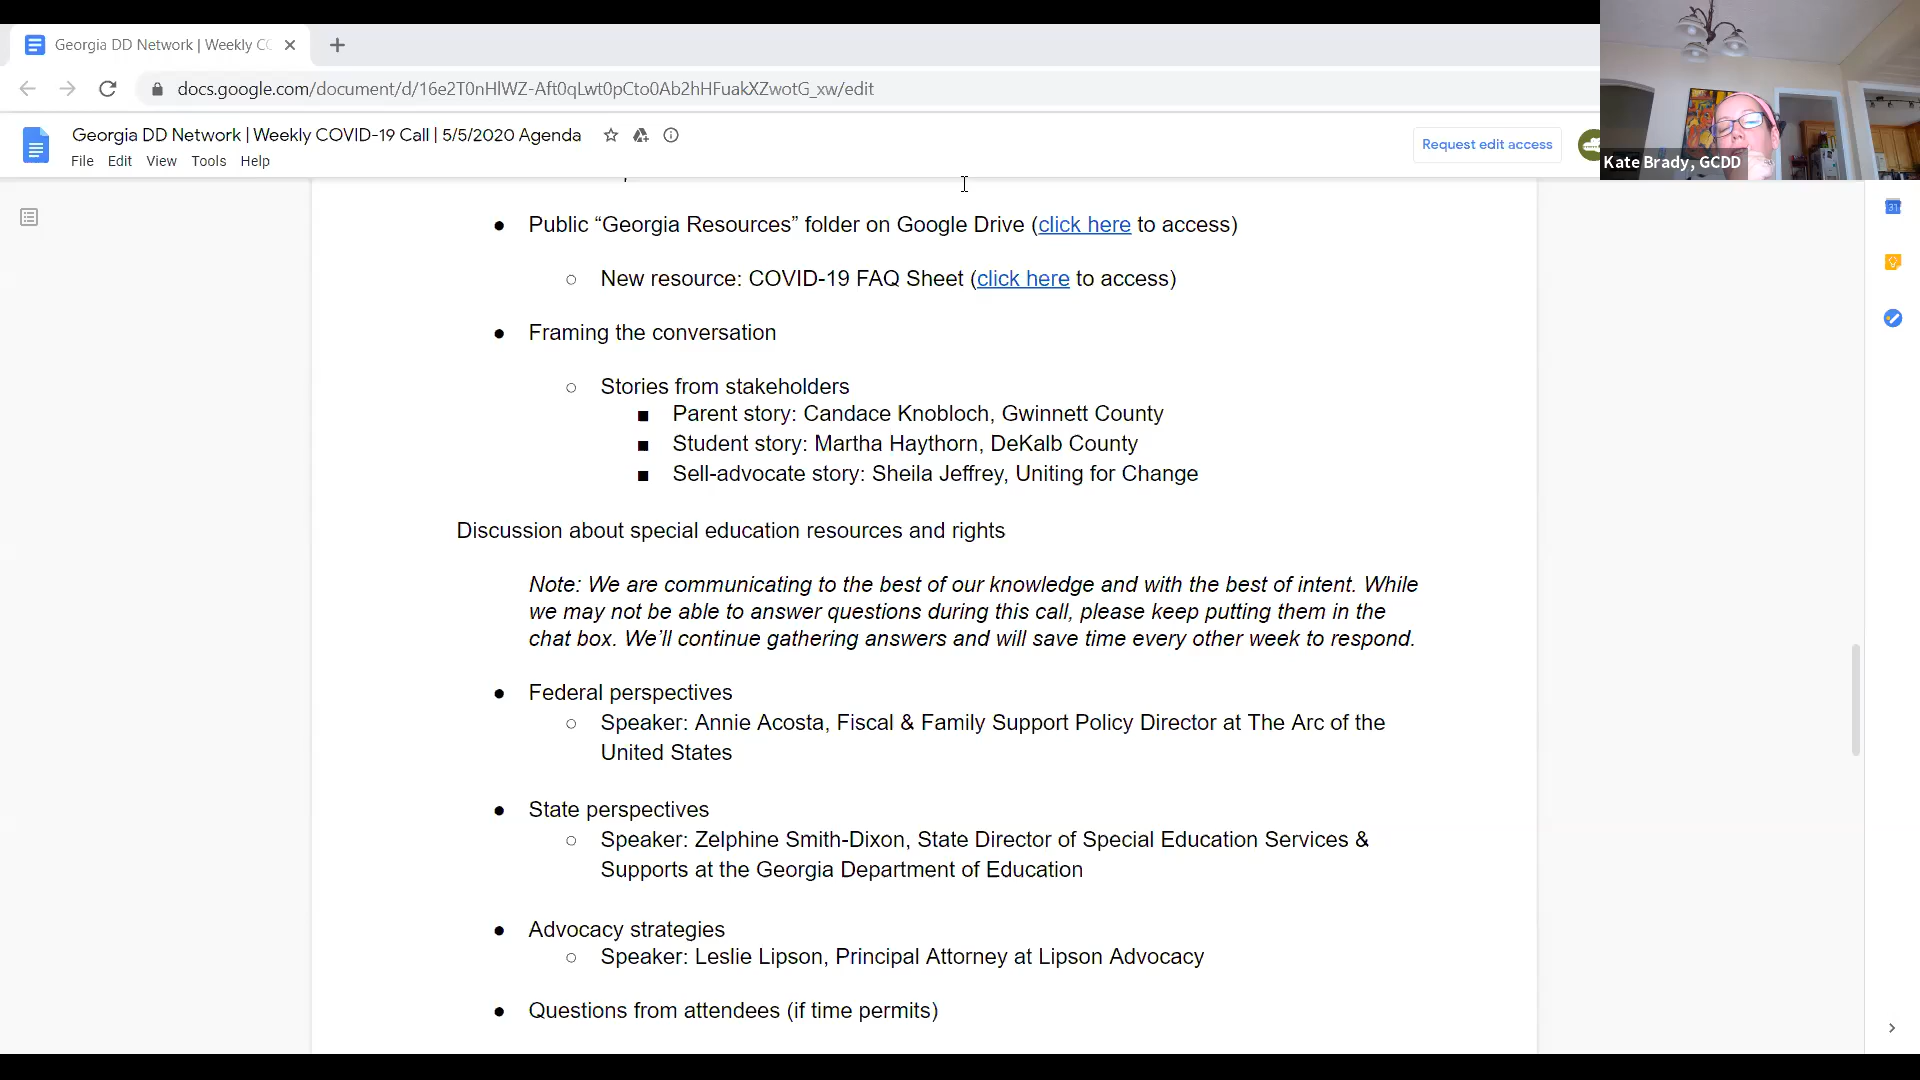 Georgia DD Network | Weekly CO
docs.google.com/document/d/16e2T0nHlWZ-Aft0qLwt0pCto0Ab2hHFuakXZwotG_xw/edit
Georgia DD Network | Weekly COVID-19 Call | 5/5/2020 Agenda
Request edit access
Kate Brady, GCDD
File Edit View Tools Help
● Public “Georgia Resources” folder on Google Drive (click here to access)
○ New resource: COVID-19 FAQ Sheet (click here to access)
● Framing the conversation
○ Stories from stakeholders
■ Parent story: Candace Knobloch, Gwinnett County
■ Student story: Martha Haythorn, DeKalb County
■ Sell-advocate story: Sheila Jeffrey, Uniting for Change
Discussion about special education resources and rights
Note: We are communicating to the best of our knowledge and with the best of intent. While
we may not be able to answer questions during this call, please keep putting them in the
chat box. We’ll continue gathering answers and will save time every other week to respond.
● Federal perspectives
○ Speaker: Annie Acosta, Fiscal & Family Support Policy Director at The Arc of the
United States
● State perspectives
○ Speaker: Zelphine Smith-Dixon, State Director of Special Education Services &
Supports at the Georgia Department of Education
● Advocacy strategies
○ Speaker: Leslie Lipson, Principal Attorney at Lipson Advocacy
● Questions from attendees (if time permits)
31